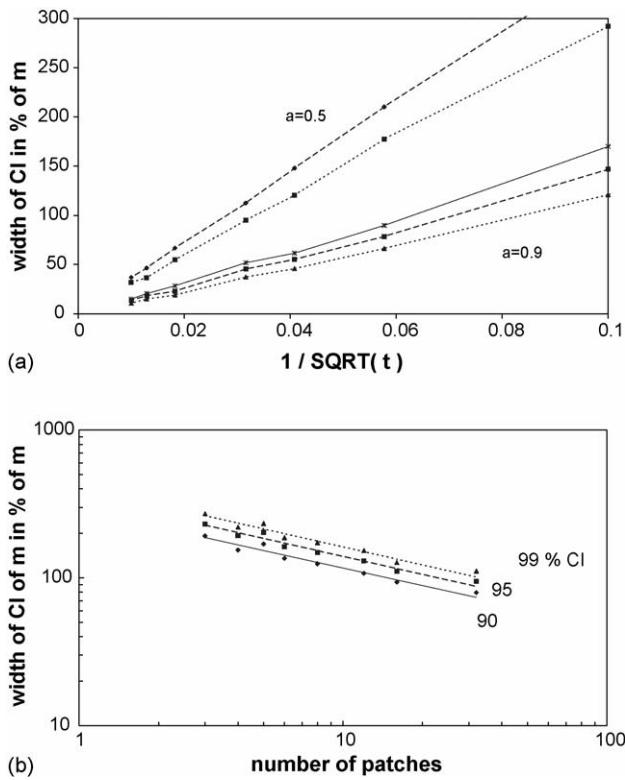 width of CI in % of m
300
250
200
150
100
50
0
a=0.5
a=0.9
0 0.02 0.04 0.06 0.08 0.1
(a) 1 / SQRT( t )
width of CI of m in % of m
1000
100
10
99 % CI
95
90
1 10 100
(b) number of patches